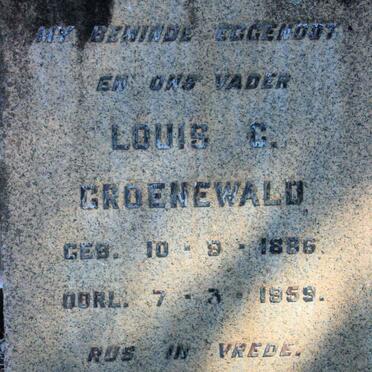 MY BEMINDE EGGENOOT
EN ONS VADER
LOUIS C.
GROENEWALD
GEB. 10 - 9 - 1886
OORL. 7 - 3 - 1959.
RUS IN VREDE.